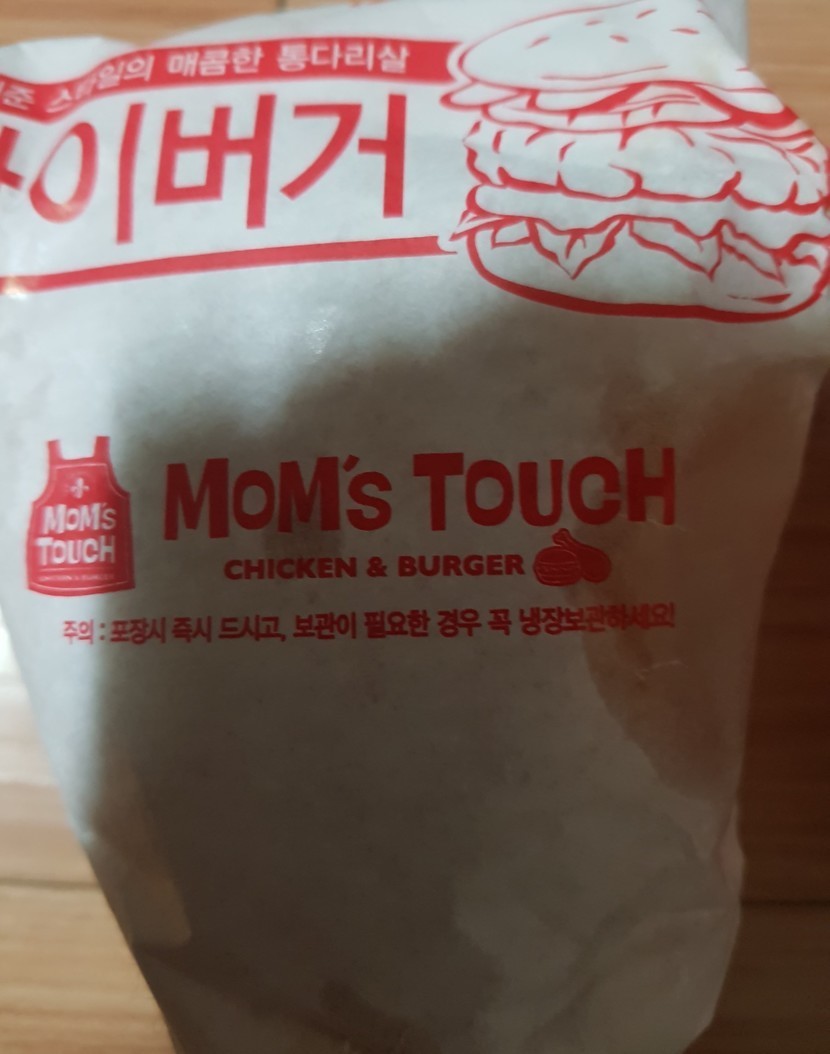 스타일의 매콤한 통다리살
이버거
MOM'S
TOUCH
MOM'S TOUCH
CHICKEN & BURGER
주의 : 포장시 즉시 드시고, 보관이 필요한 경우 꼭 냉장보관하세요!